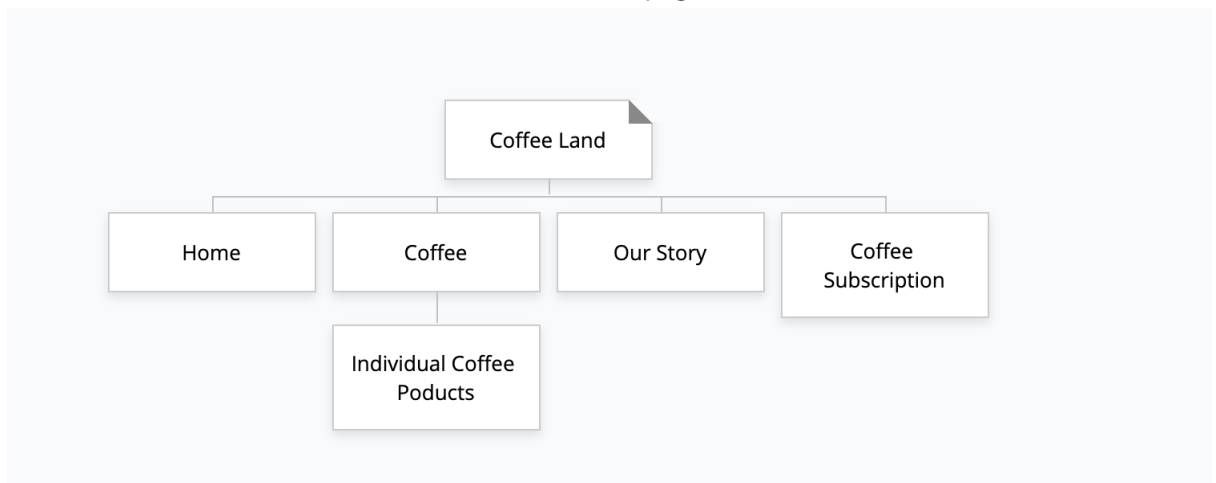 Coffee Land
Home
Coffee
Our Story
Coffee
Subscription
Individual Coffee
Poducts